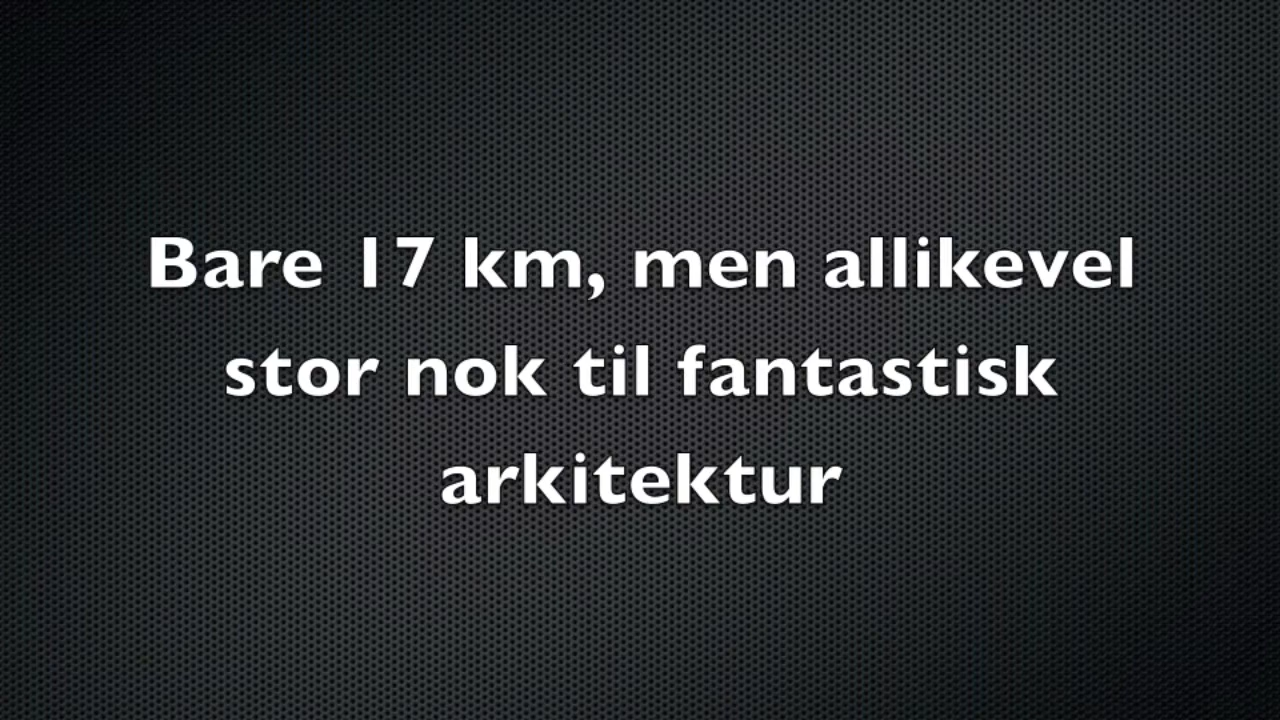 Bare 17 km, men allikevel
stor nok til fantastisk
arkitektur